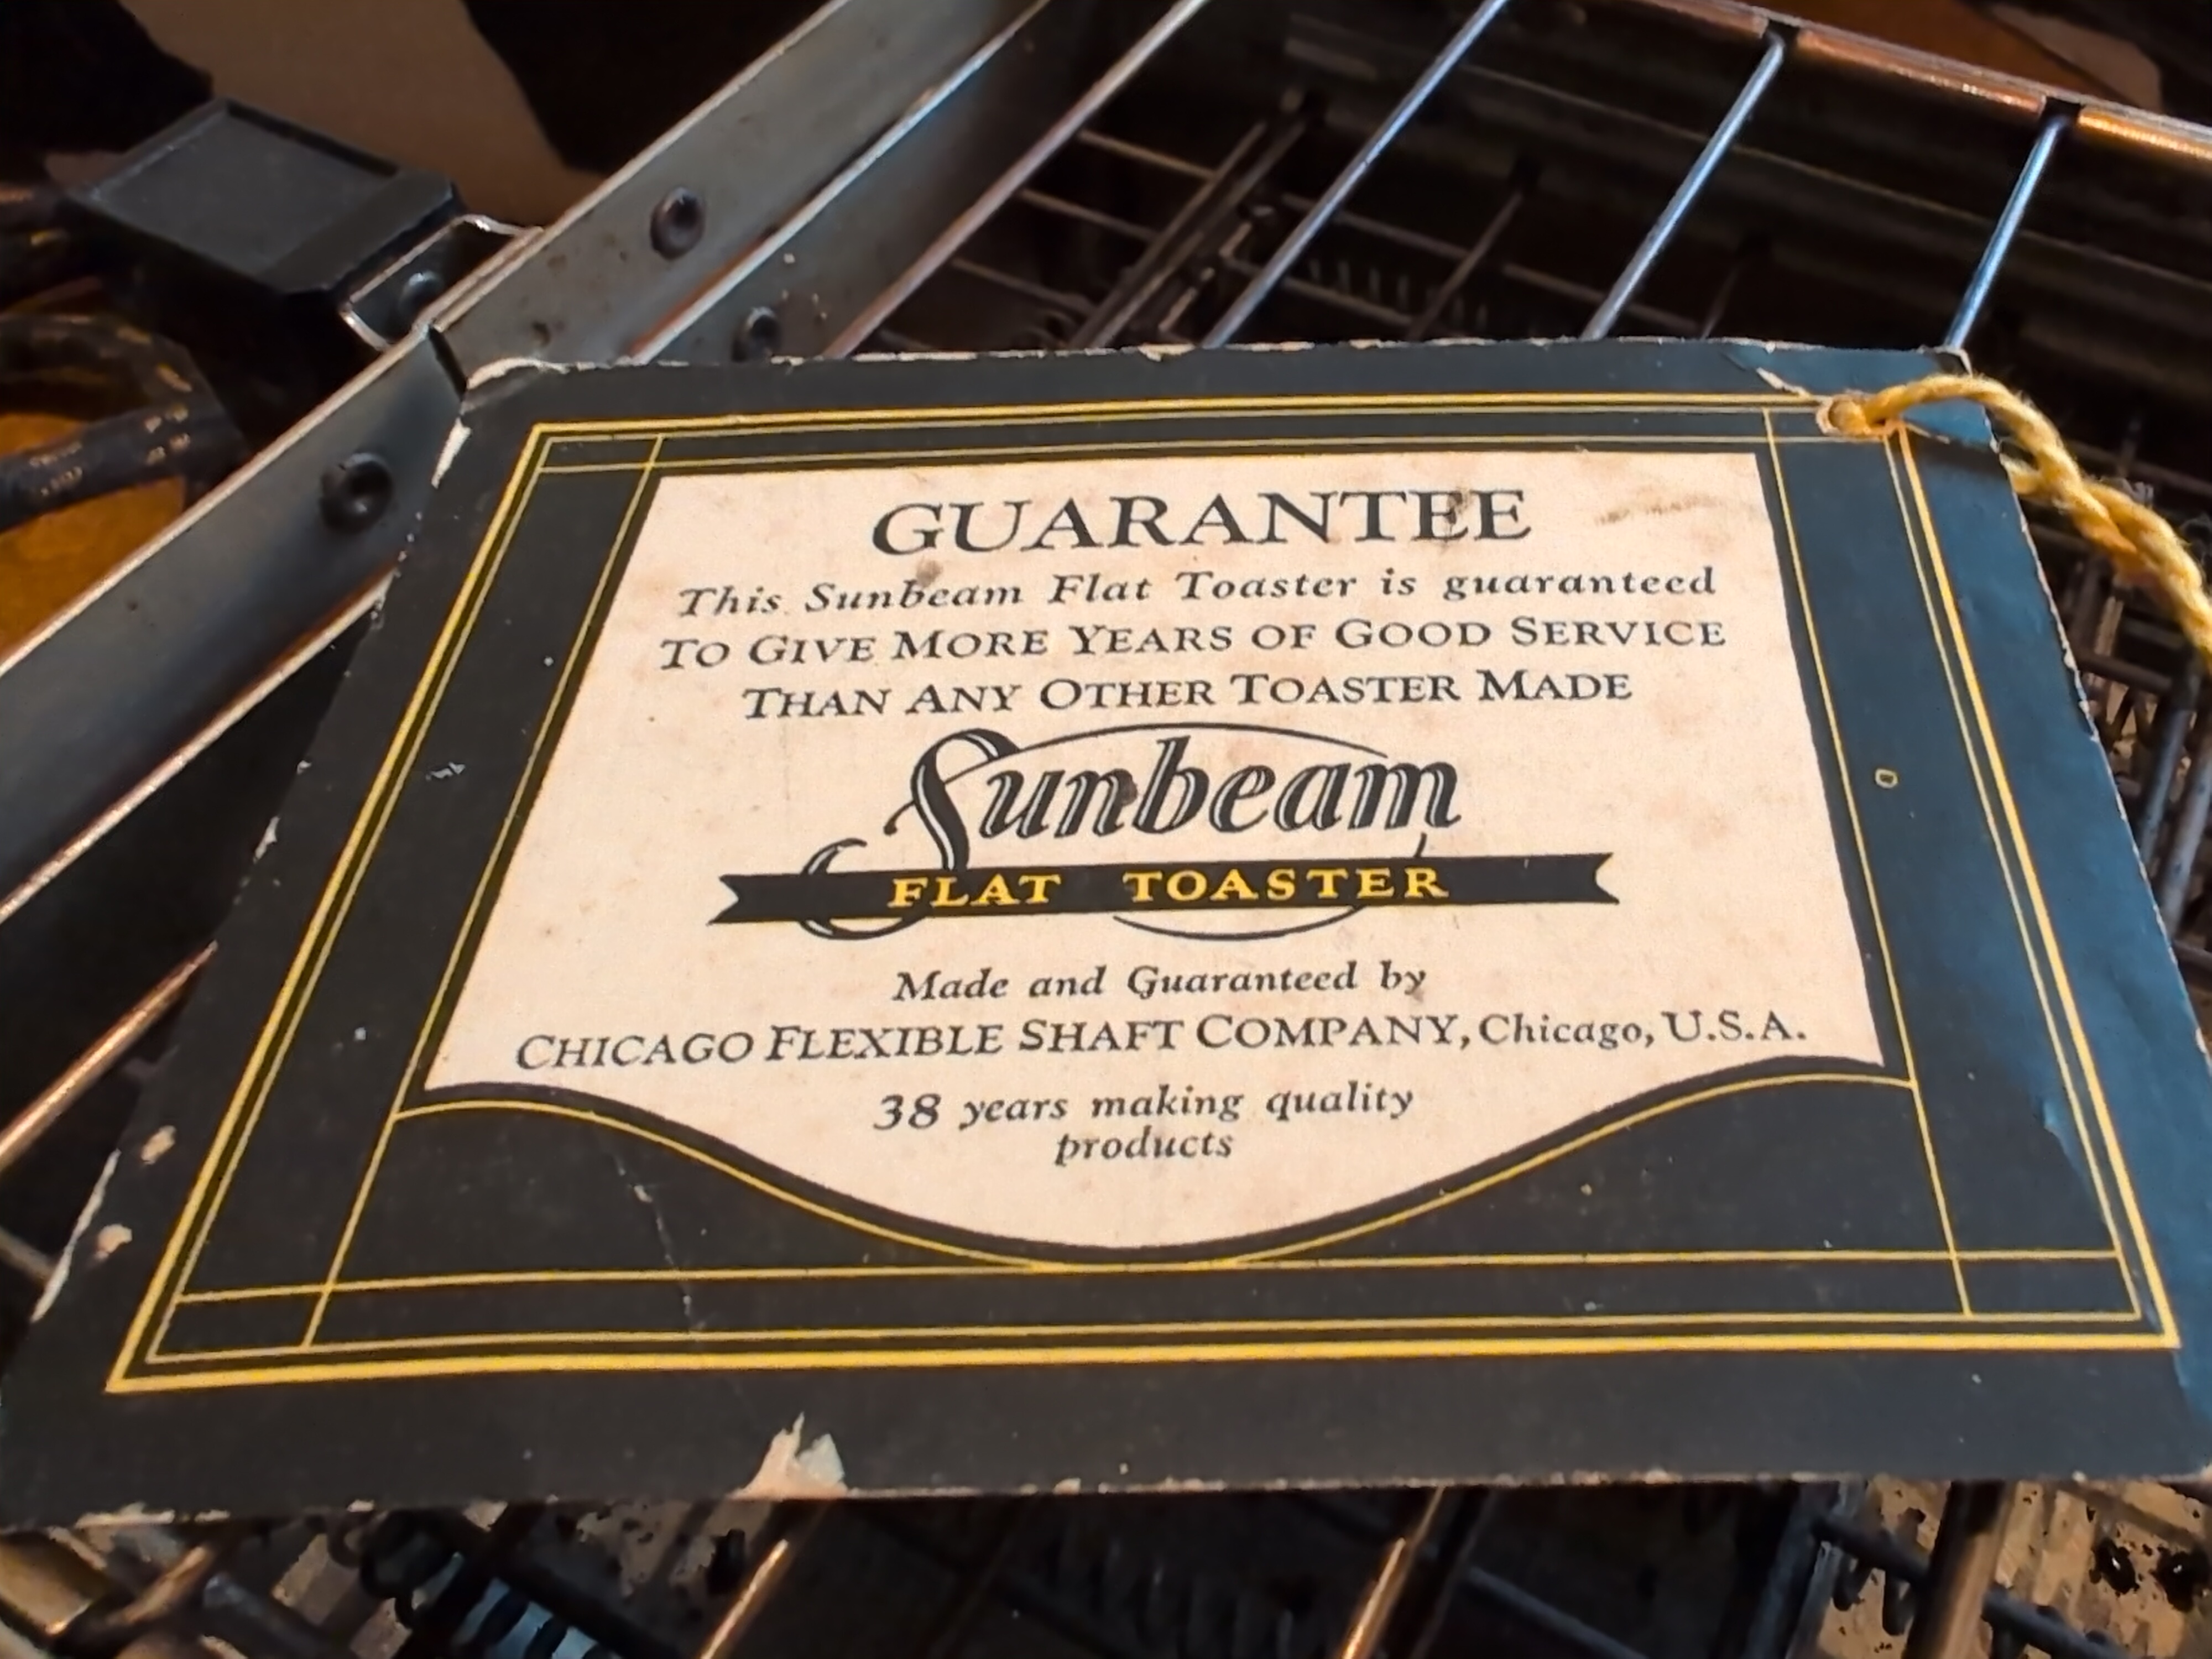 GUARANTEE
This Sunbeam Flat Toaster is guaranteed
TO GIVE MORE YEARS OF GOOD SERVICE
THAN ANY OTHER TOASTER MADE
Sunbeam
FLAT TOASTER
Made and Guaranteed by
CHICAGO FLEXIBLE SHAFT COMPANY, Chicago, U.S.A.
38 years making quality
products